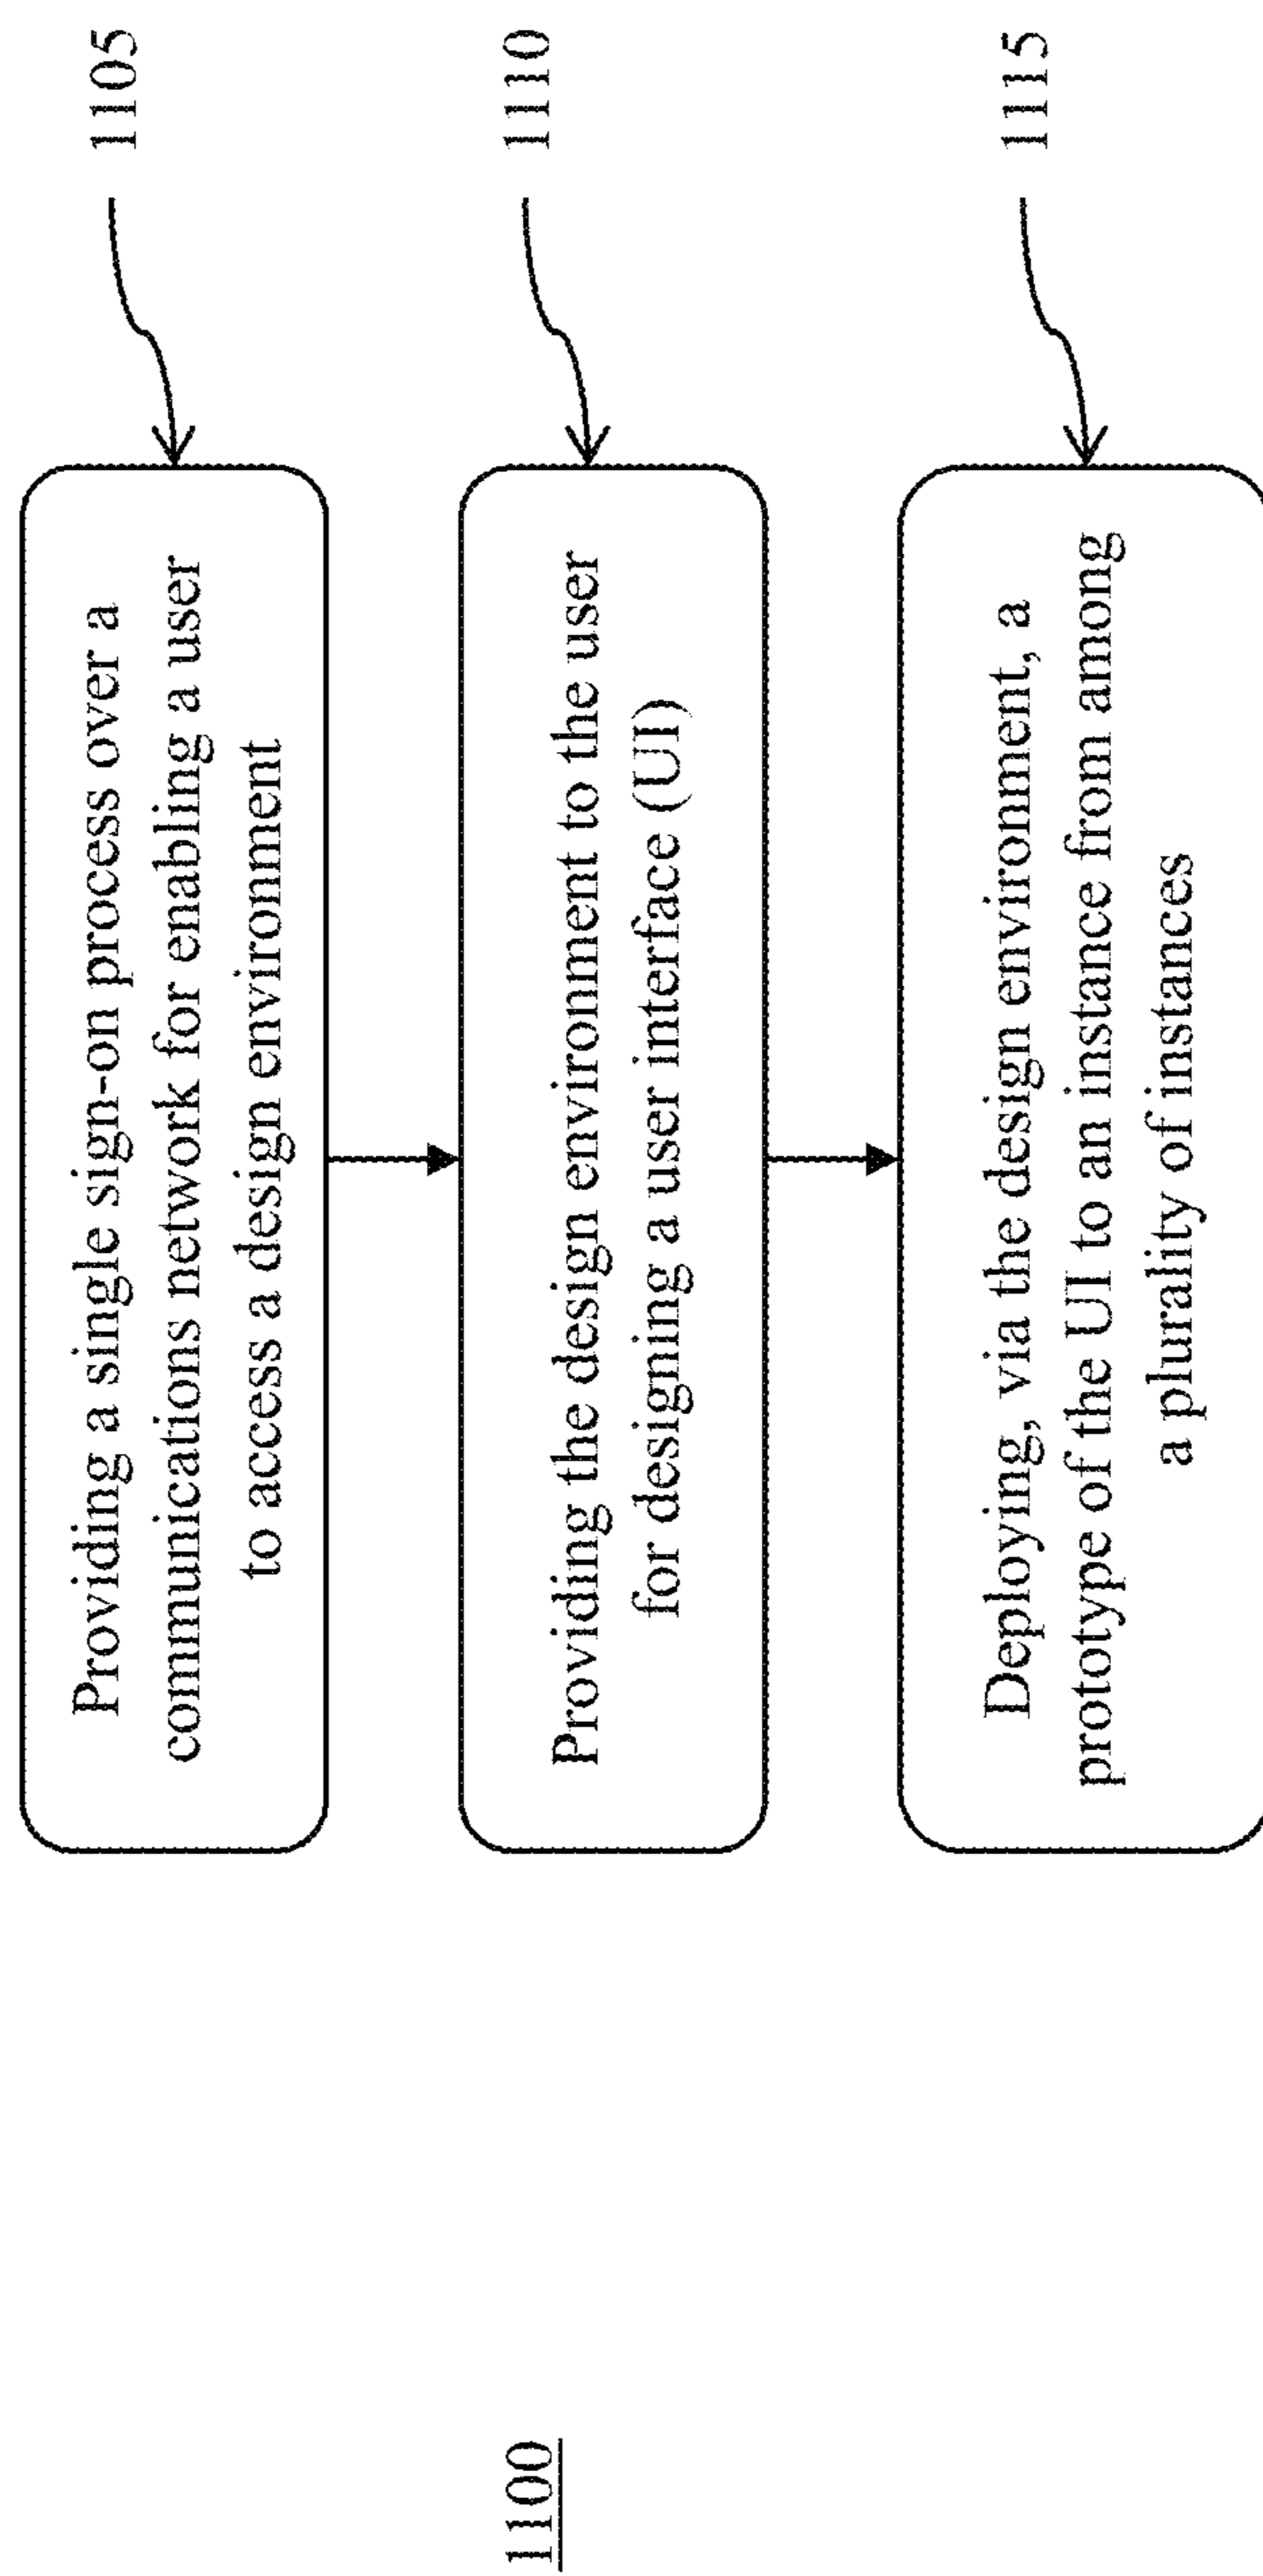 1100
Providing a single sign-on process over a
communications network for enabling a user
to access a design environment
1105
Providing the design environment to the user
for designing a user interface (UI)
1110
Deploying, via the design environment, a
prototype of the UI to an instance from among
a plurality of instances
1115